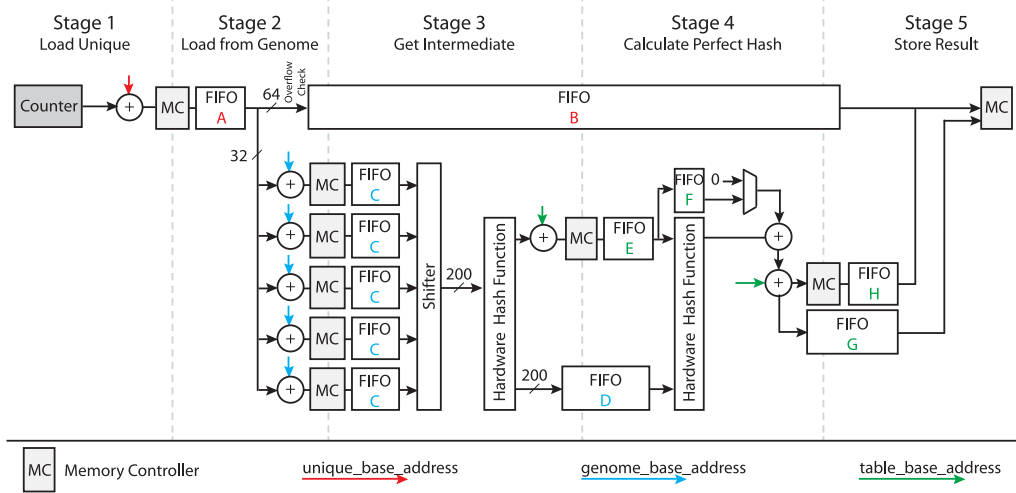 Stage 1
Load Unique
Stage 2
Load from Genome
Stage 3
Get Intermediate
Stage 4
Calculate Perfect Hash
Stage 5
Store Result
Counter
+
MC
FIFO
A
64
Overflow
Check
FIFO
B
MC
32
+
MC
FIFO
C
+
MC
FIFO
C
+
MC
FIFO
C
+
MC
FIFO
C
+
MC
FIFO
C
Shifter
200
Hardware Hash Function
+
MC
FIFO
E
FIFO
F
0
200
FIFO
D
Hardware Hash Function
+
+
MC
FIFO
H
FIFO
G
MC
Memory Controller
unique_base_address
genome_base_address
table_base_address